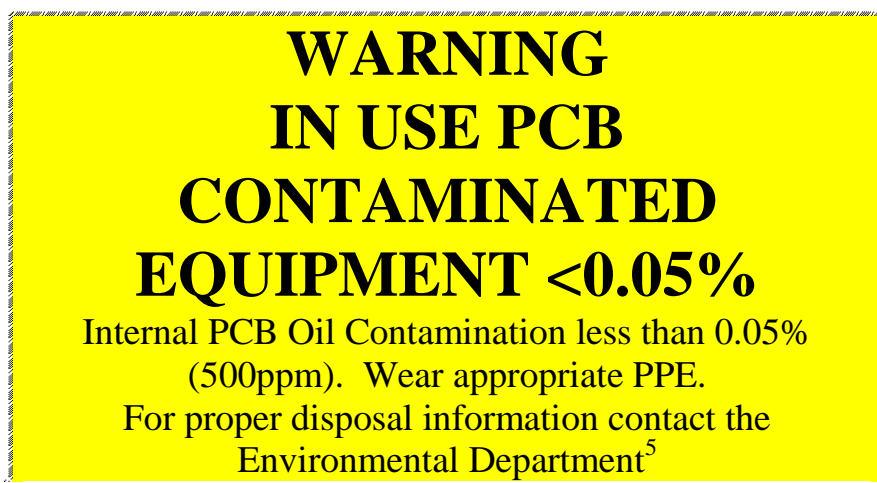 WARNING
IN USE PCB
CONTAMINATED
EQUIPMENT <0.05%
Internal PCB Oil Contamination less than 0.05%
(500ppm).  Wear appropriate PPE.
For proper disposal information contact the
Environmental Department⁵